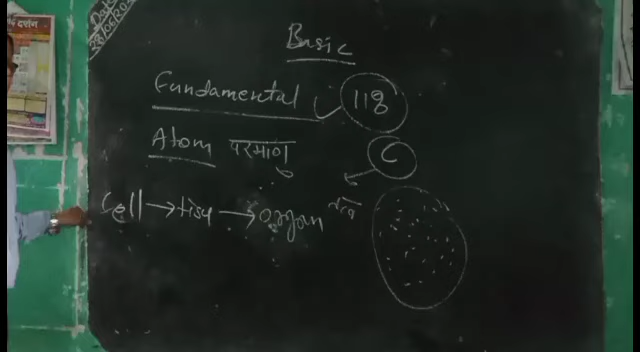 Basic
Fundamental 118
Atom परमाणु C
Cell → tisu → organ तंत्र